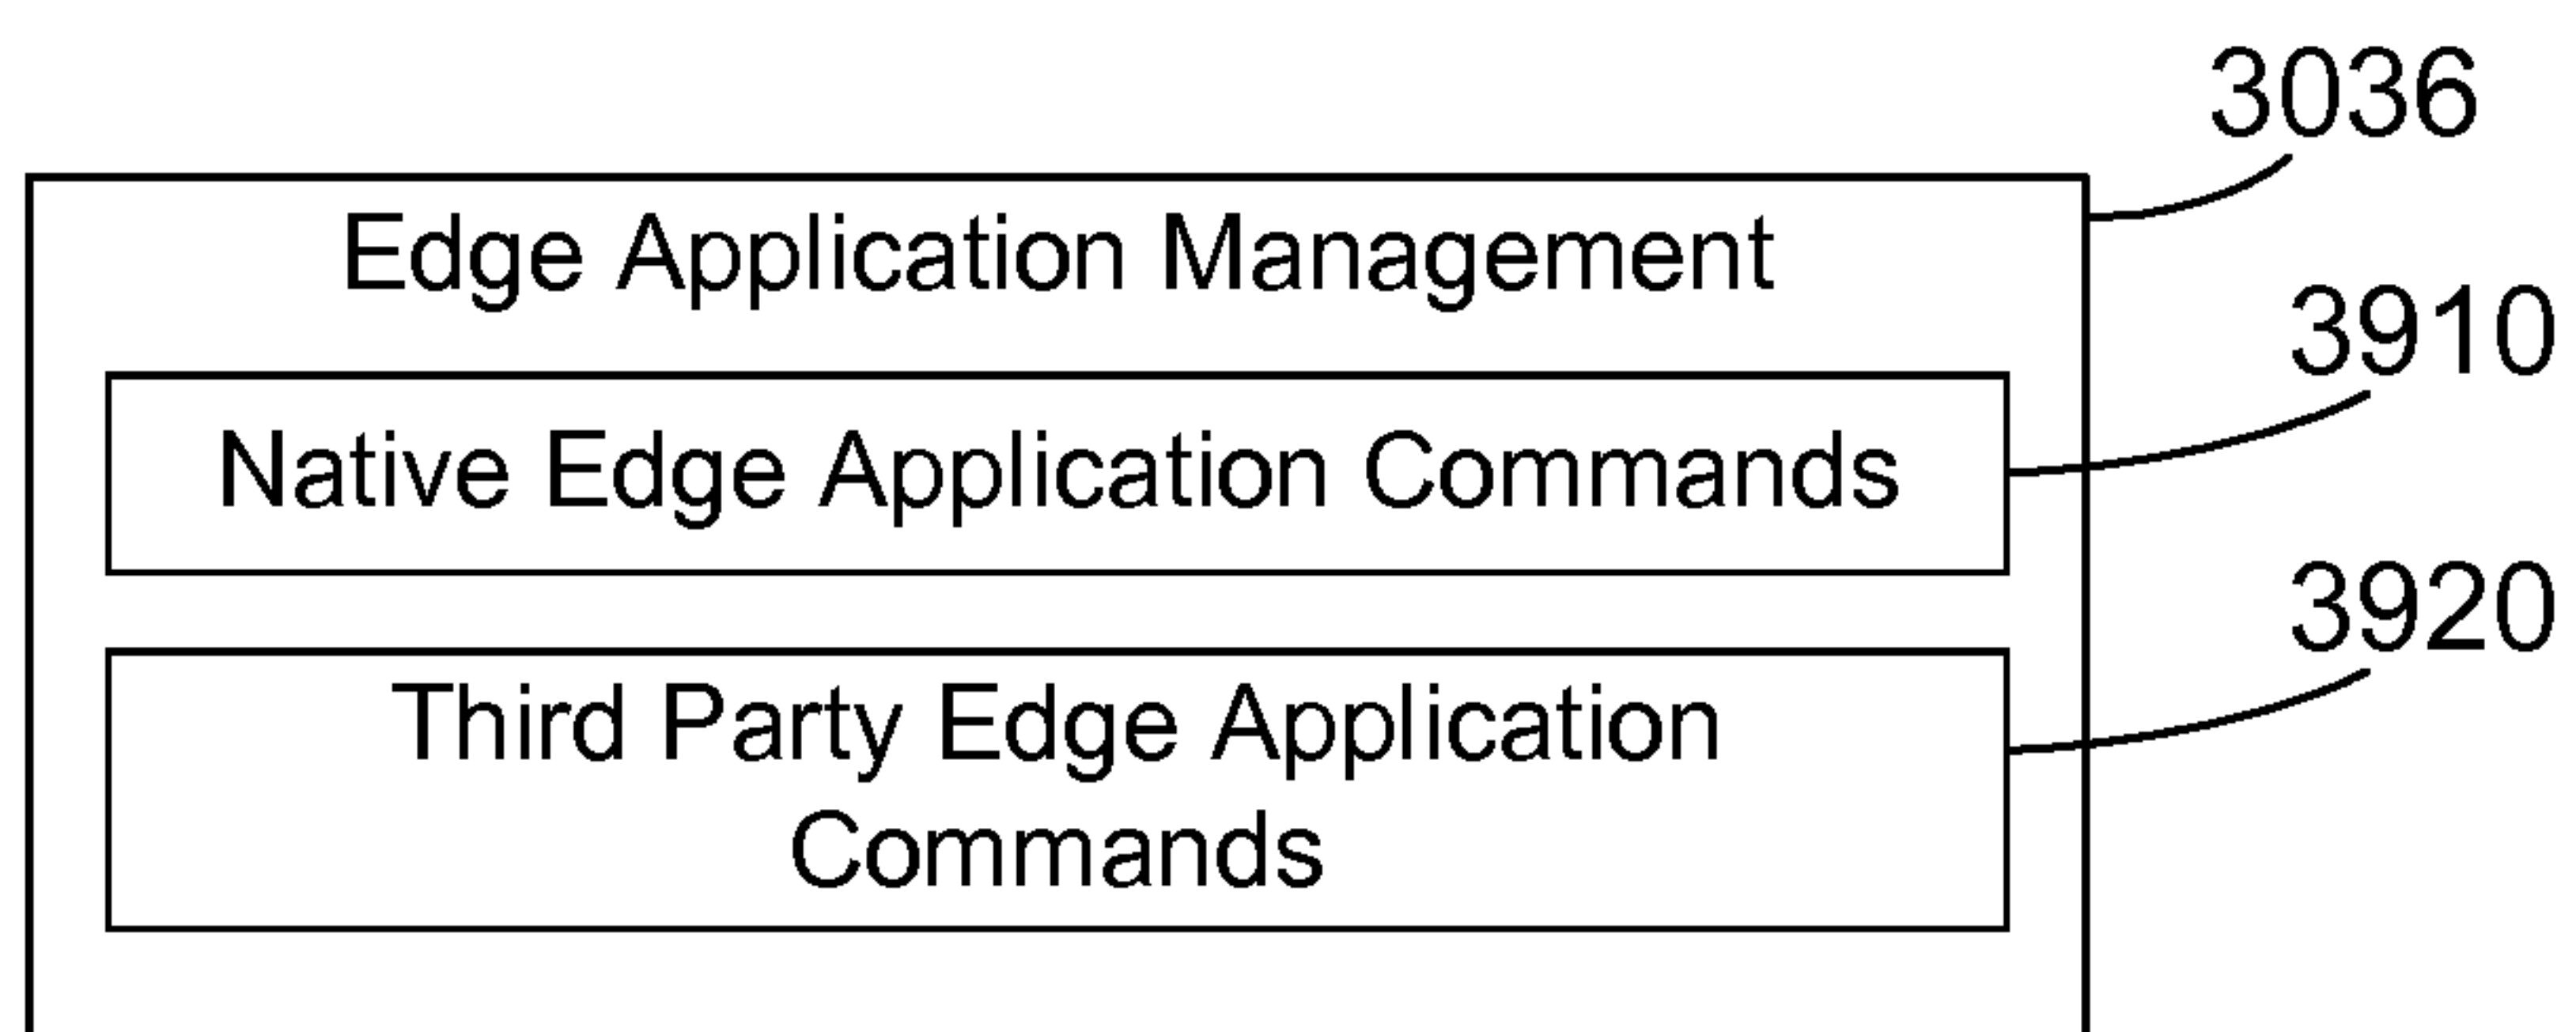 3036
Edge Application Management
3910
Native Edge Application Commands
3920
Third Party Edge Application
Commands